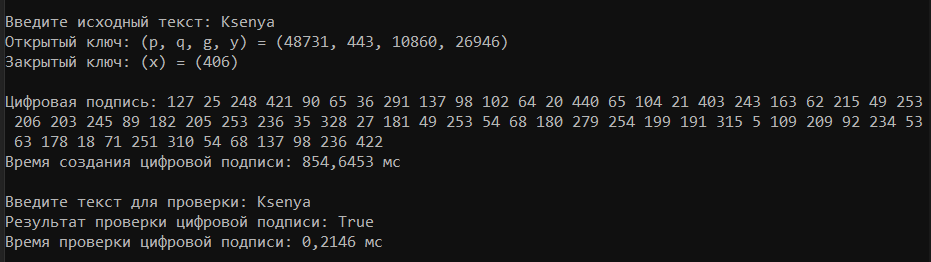 Введите исходный текст: Ksenya
Открытый ключ: (p, q, g, y) = (48731, 443, 10860, 26946)
Закрытый ключ: (x) = (406)
Цифровая подпись: 127 25 248 421 90 65 36 291 137 98 102 64 20 440 65 104 21 403 243 163 62 215 49 253
206 203 245 89 182 205 253 236 35 328 27 181 49 253 54 68 180 279 254 199 191 315 5 109 209 92 234 53
63 178 18 71 251 310 54 68 137 98 236 422
Время создания цифровой подписи: 854,6453 мс
Введите текст для проверки: Ksenya
Результат проверки цифровой подписи: True
Время проверки цифровой подписи: 0,2146 мс